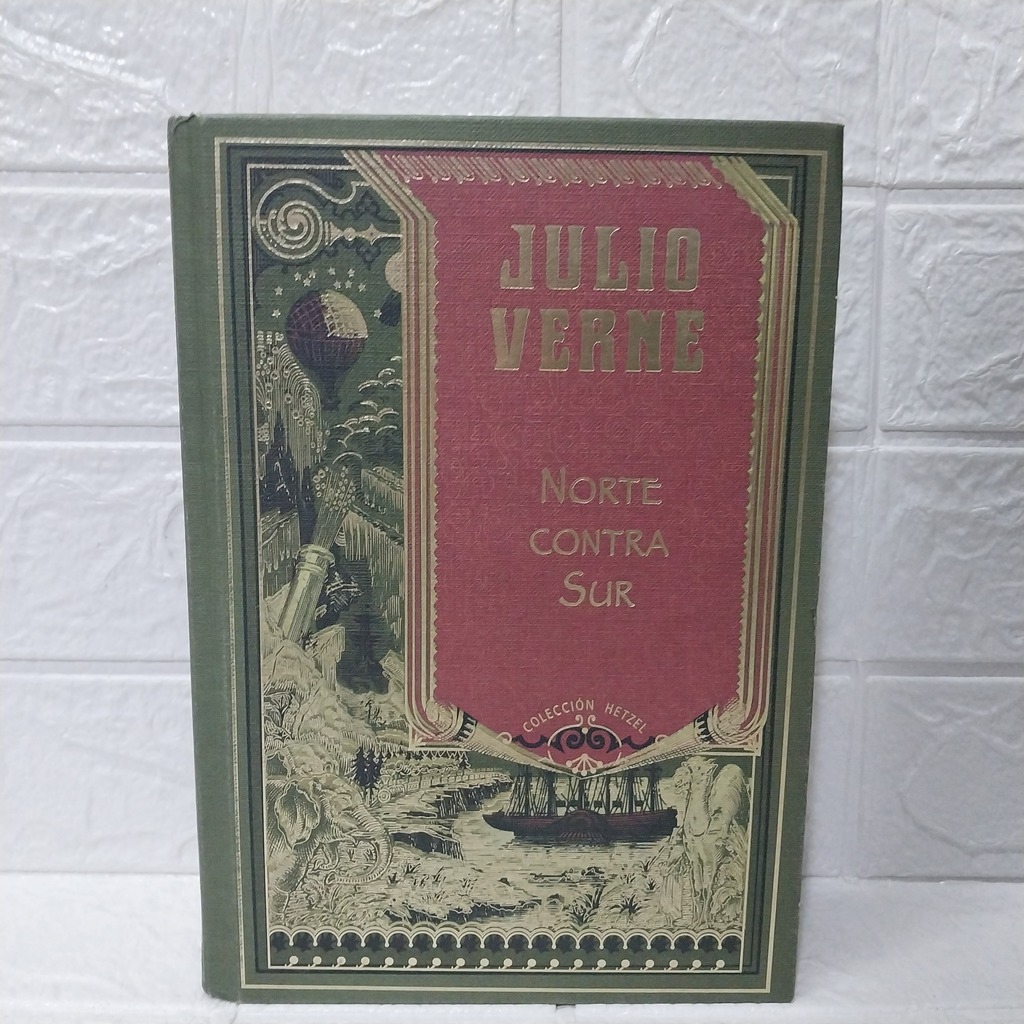 JULIO
VERNE
NORTE
CONTRA
SUR
COLECCIÓN HETZEL